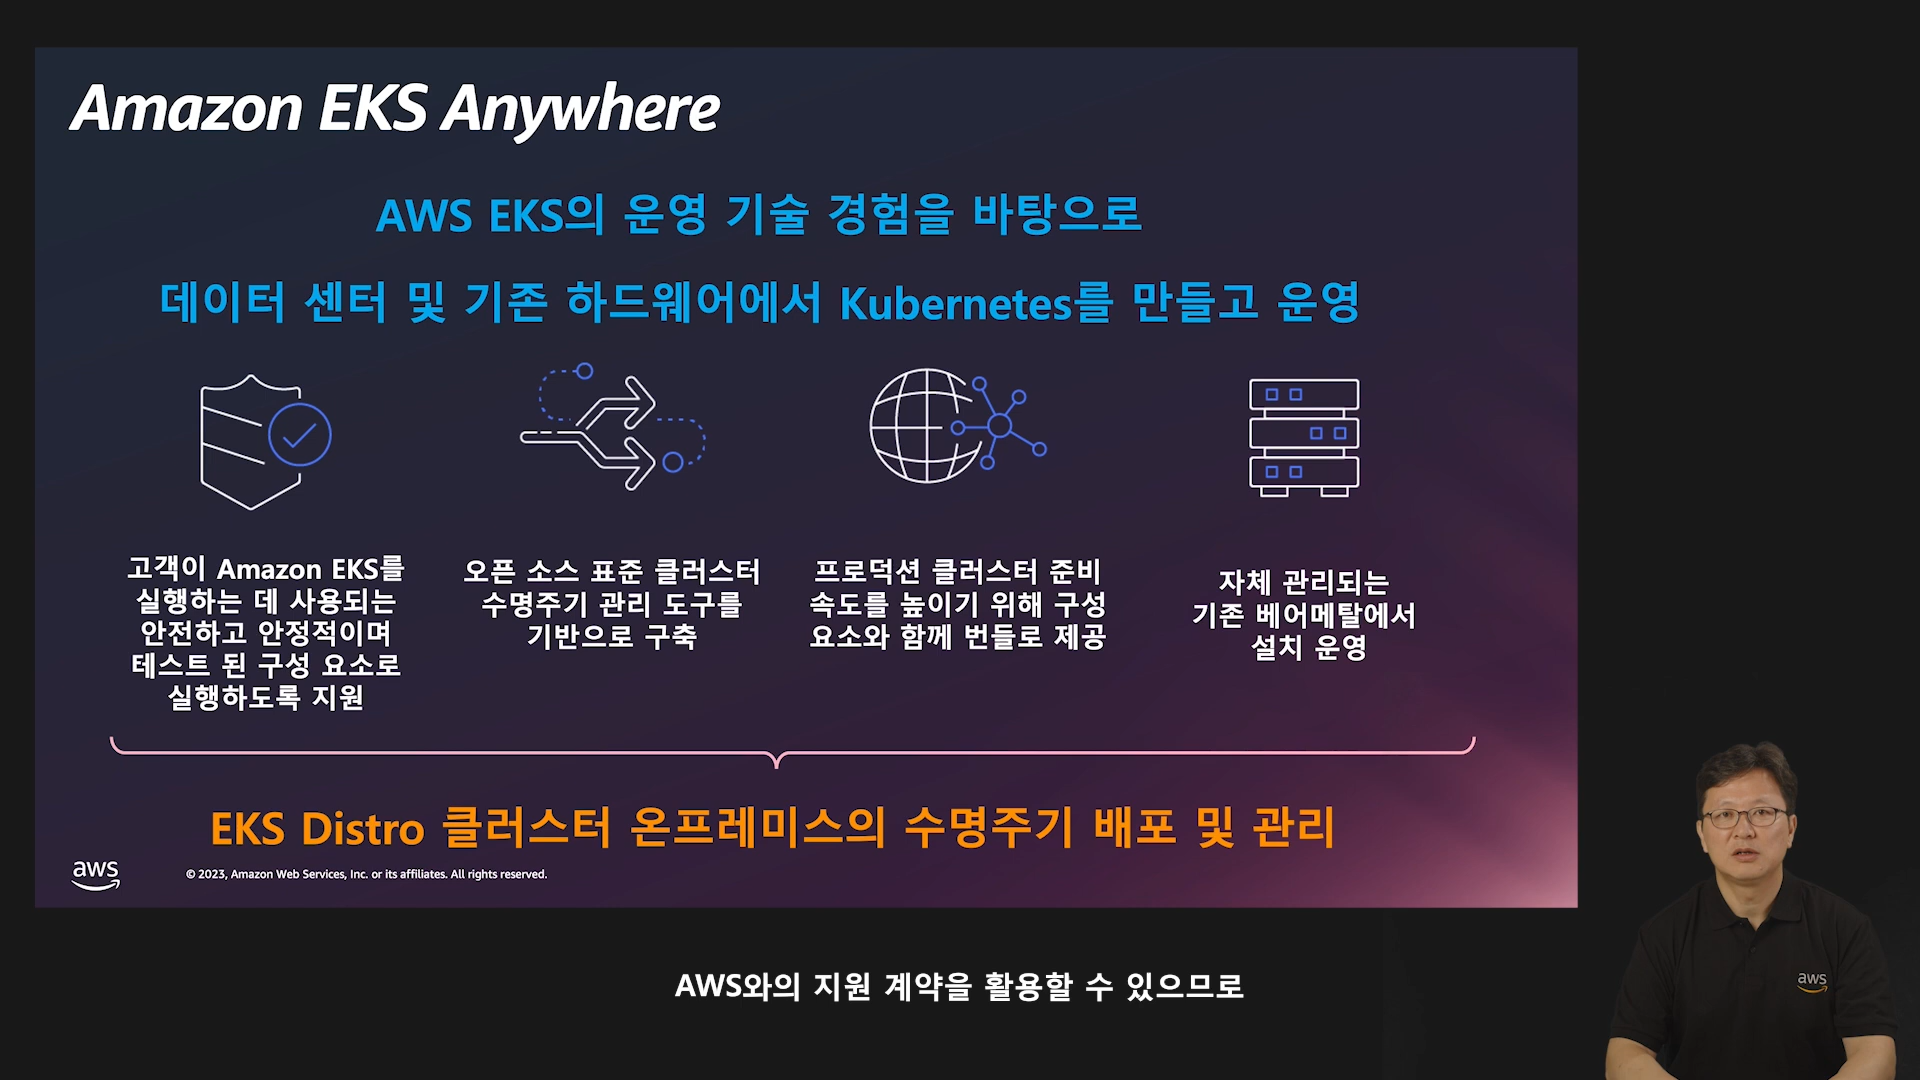 Amazon EKS Anywhere
AWS EKS의 운영 기술 경험을 바탕으로
데이터 센터 및 기존 하드웨어에서 Kubernetes를 만들고 운영
고객이 Amazon EKS를
실행하는 데 사용되는
안전하고 안정적이며
테스트 된 구성 요소로
실행하도록 지원
오픈 소스 표준 클러스터
수명주기 관리 도구를
기반으로 구축
프로덕션 클러스터 준비
속도를 높이기 위해 구성
요소와 함께 번들로 제공
자체 관리되는
기존 베어메탈에서
설치 운영
EKS Distro 클러스터 온프레미스의 수명주기 배포 및 관리
aws
© 2023, Amazon Web Services, Inc. or its affiliates. All rights reserved.
aws
AWS와의 지원 계약을 활용할 수 있으므로